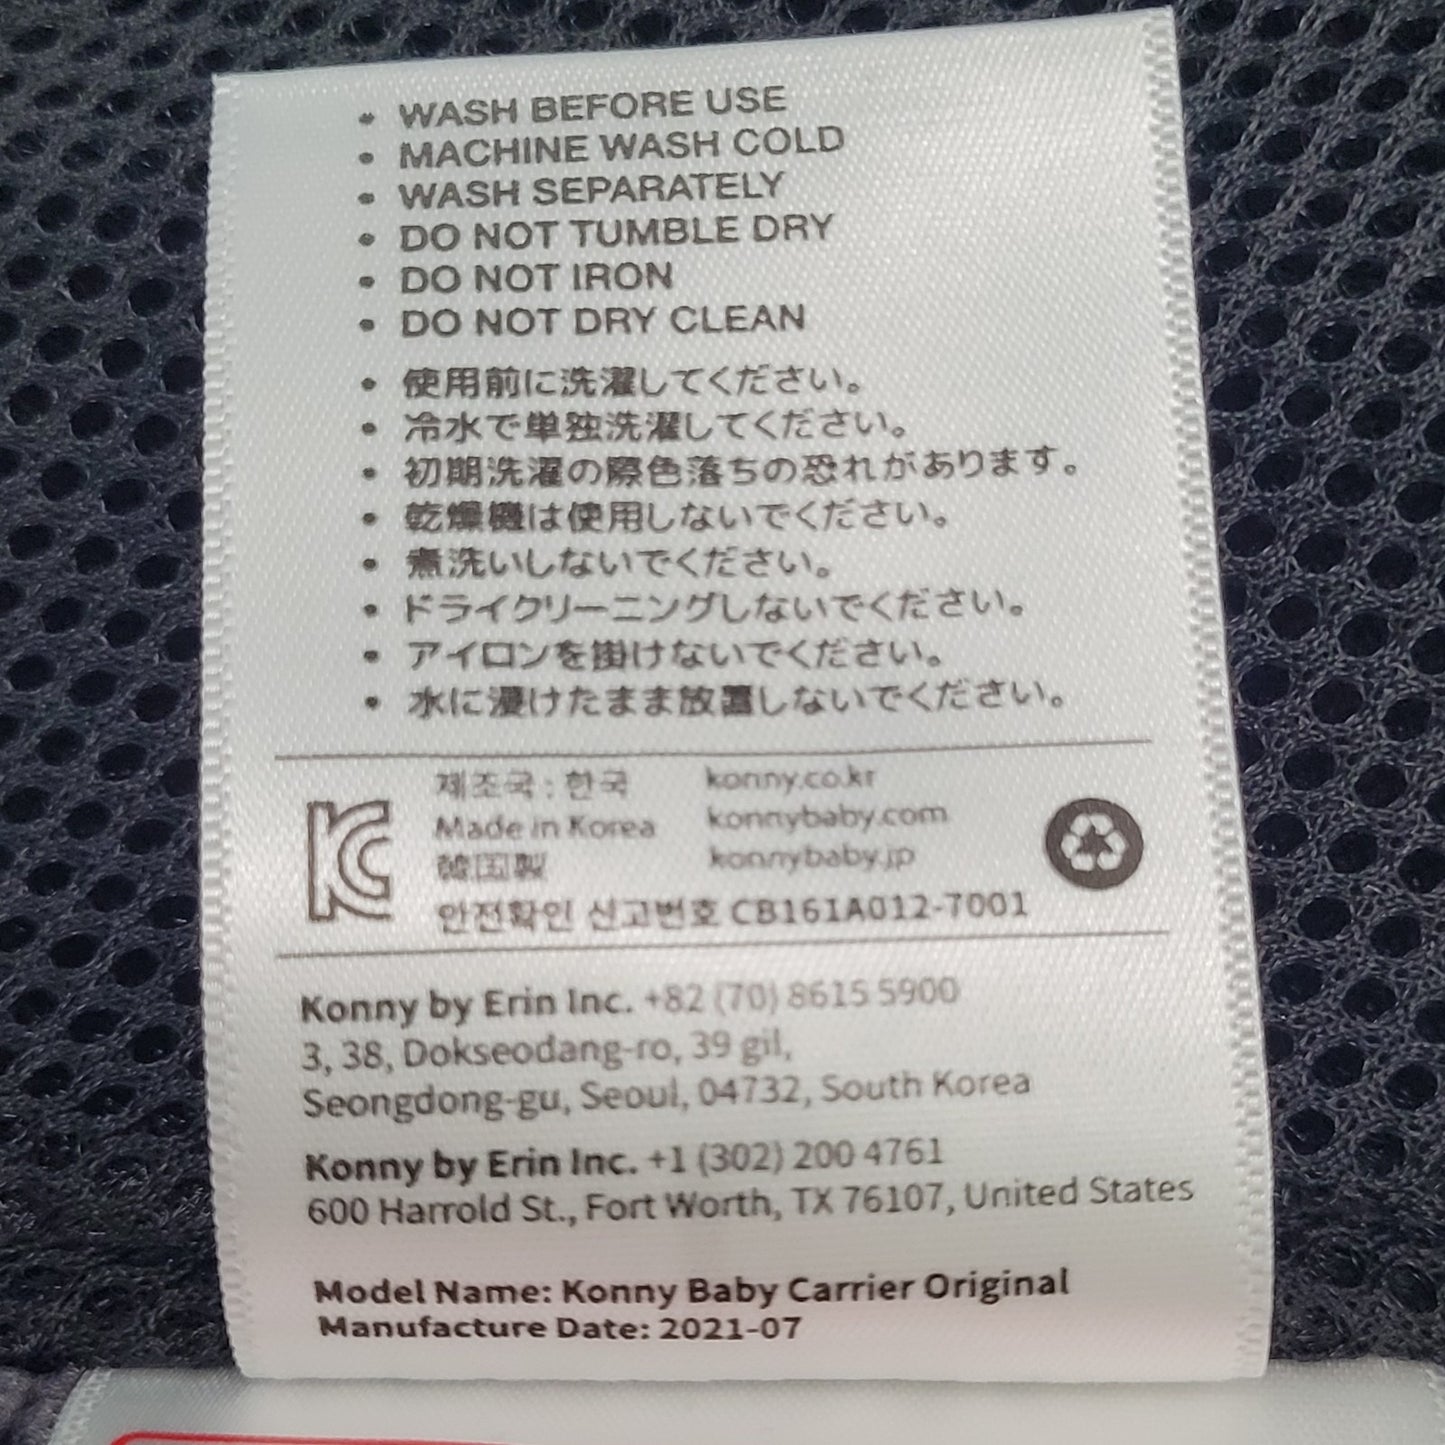 • WASH BEFORE USE
• MACHINE WASH COLD
• WASH SEPARATELY
• DO NOT TUMBLE DRY
• DO NOT IRON
• DO NOT DRY CLEAN
• 使用前に洗濯してください。
• 冷水で単独洗濯してください。
• 初期洗濯の際色落ちの恐れがあります。
• 乾燥機は使用しないでください。
• 煮洗いしないでください。
• ドライクリーニングしないでください。
• アイロンを掛けないでください。
• 水に浸けたまま放置しないでください。
KC
제조국 : 한국
Made in Korea
韓国製
konny.co.kr
konnybaby.com
konnybaby.jp
안전확인 신고번호 CB161A012-7001
Konny by Erin Inc. +82 (70) 8615 5900
3, 38, Dokseodang-ro, 39 gil,
Seongdong-gu, Seoul, 04732, South Korea
Konny by Erin Inc. +1 (302) 200 4761
600 Harrold St., Fort Worth, TX 76107, United States
Model Name: Konny Baby Carrier Original
Manufacture Date: 2021-07